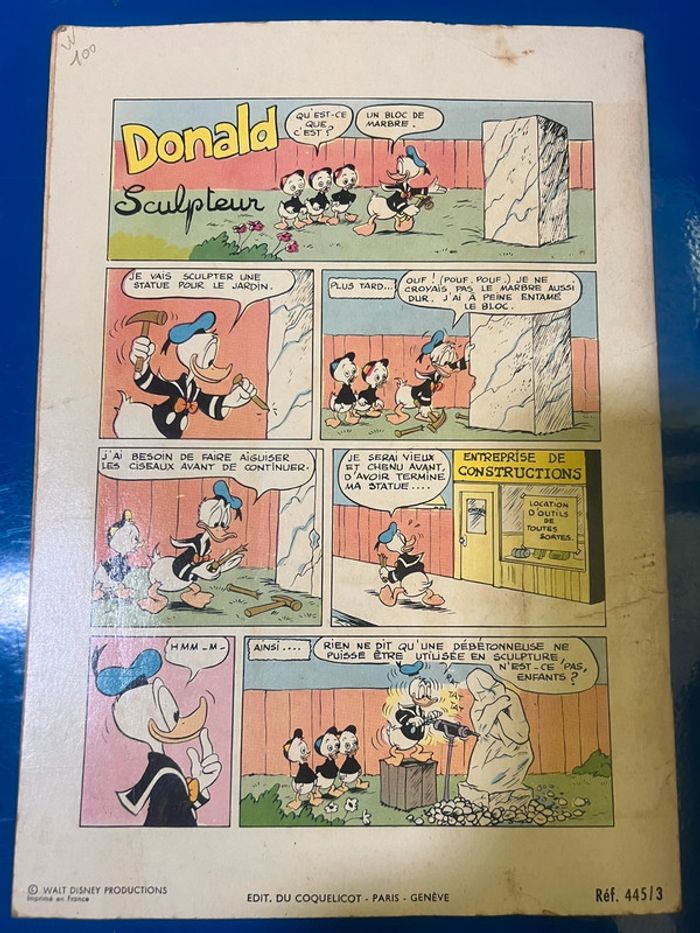 W
100
Donald
Sculpteur
QU'EST-CE
QUE
C'EST ?
UN BLOC DE
MARBRE.
JE VAIS SCULPTER UNE
STATUE POUR LE JARDIN.
PLUS TARD...
OUF ! (POUF. POUF.) JE NE
CROYAIS PAS LE MARBRE AUSSI
DUR. J'AI À PEINE ENTAMÉ
LE BLOC.
J'AI BESOIN DE FAIRE AIGUISER
LES CISEAUX AVANT DE CONTINUER.
JE SERAI VIEUX
ET CHENU AVANT
D'AVOIR TERMINÉ
MA STATUE....
ENTREPRISE DE
CONSTRUCTIONS
LOCATION
D'OUTILS
DE
TOUTES
SORTES.
HMM-M-
AINSI....
RIEN NE DIT QU'UNE DÉBÉTONNEUSE NE
PUISSE ÊTRE UTILISÉE EN SCULPTURE,
N'EST-CE PAS,
ENFANTS ?
TAT
TAT
© WALT DISNEY PRODUCTIONS
Imprimé en France
EDIT. DU COQUELICOT - PARIS - GENÈVE
Réf. 445/3